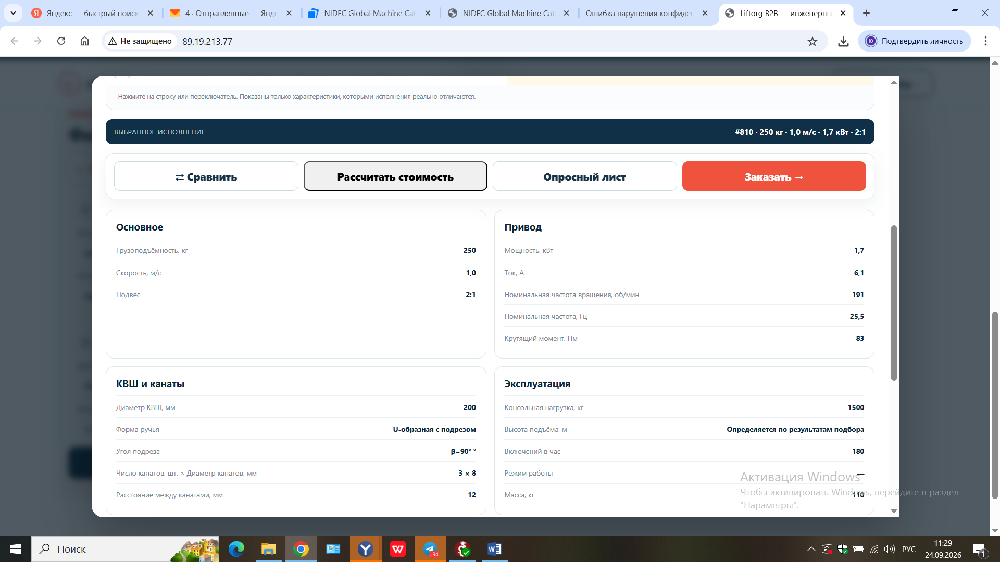 Яндекс — быстрый поиск
4 · Отправленные — Янде
NIDEC Global Machine Cat
NIDEC Global Machine Cat
Ошибка нарушения конфиден
Liftorg B2B — инженерны
Не защищено
89.19.213.77
Подтвердить личность
Нажмите на строку или переключатель. Показаны только характеристики, которыми исполнения реально отличаются.
ВЫБРАННОЕ ИСПОЛНЕНИЕ
#810 · 250 кг · 1,0 м/с · 1,7 кВт · 2:1
⇄ Сравнить
Рассчитать стоимость
Опросный лист
Заказать →
Основное
Грузоподъёмность, кг 250
Скорость, м/с 1,0
Подвес 2:1
Привод
Мощность, кВт 1,7
Ток, А 6,1
Номинальная частота вращения, об/мин 191
Номинальная частота, Гц 25,5
Крутящий момент, Нм 83
КВШ и канаты
Диаметр КВШ, мм 200
Форма ручья U-образная с подрезом
Угол подреза β=90° °
Число канатов, шт. × Диаметр канатов, мм 3 × 8
Расстояние между канатами, мм 12
Эксплуатация
Консольная нагрузка, кг 1500
Высота подъёма, м Определяется по результатам подбора
Включений в час 180
Режим работы —
Масса, кг 110
Активация Windows
Чтобы активировать Windows, перейдите в раздел
"Параметры".
Поиск
..94
РУС
11:29
24.09.2026
1